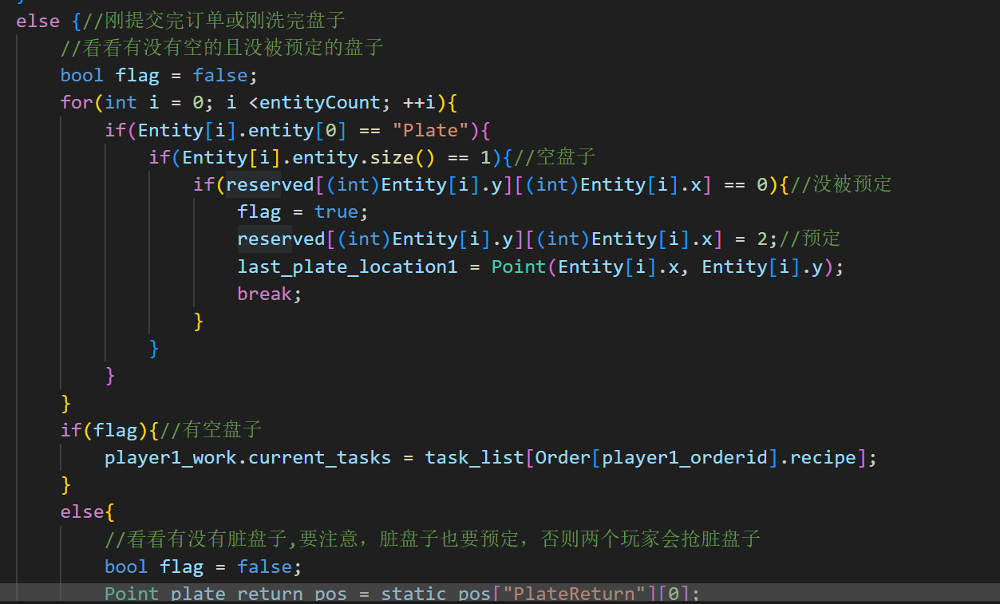 }
else {//刚提交完订单或刚洗完盘子
//看看有没有空的且没被预定的盘子
bool flag = false;
for(int i = 0; i <entityCount; ++i){
if(Entity[i].entity[0] == "Plate"){
if(Entity[i].entity.size() == 1){//空盘子
if(reserved[(int)Entity[i].y][(int)Entity[i].x] == 0){//没被预定
flag = true;
reserved[(int)Entity[i].y][(int)Entity[i].x] = 2;//预定
last_plate_location1 = Point(Entity[i].x, Entity[i].y);
break;
}
}
}
}
if(flag){//有空盘子
player1_work.current_tasks = task_list[Order[player1_orderid].recipe];
}
else{
//看看有没有脏盘子,要注意，脏盘子也要预定，否则两个玩家会抢脏盘子
bool flag = false;
Point plate_return_pos = static_pos["PlateReturn"][0];